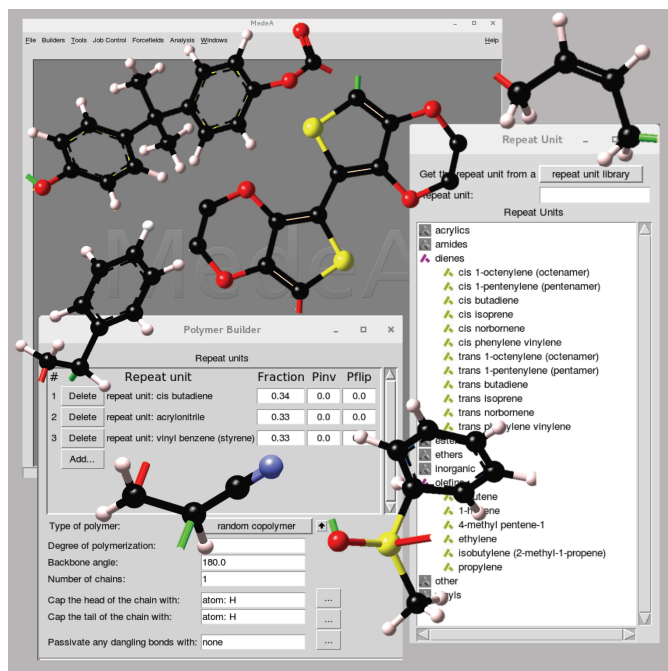 MedeA
File Builders Tools Job Control Forcefields Analysis Windows Help
MedeA
Repeat Unit
Get the repeat unit from a repeat unit library
Repeat unit:
Repeat Units
acrylics
amides
dienes
cis 1-octenylene (octenamer)
cis 1-pentenylene (pentenamer)
cis butadiene
cis isoprene
cis norbornene
cis phenylene vinylene
trans 1-octenylene (octenamer)
trans 1-pentenylene (pentamer)
trans butadiene
trans isoprene
trans norbornene
vinylene
ethers
inorganic
4-methyl pentene-1
ethylene
isobutylene (2-methyl-1-propene)
propylene
other
Polymer Builder
Repeat units
# Repeat unit Fraction Pinv Pflip
1 Delete repeat unit: cis butadiene 0.34 0.0 0.0
2 Delete repeat unit: acrylonitrile 0.33 0.0 0.0
3 Delete repeat unit: vinyl benzene (styrene) 0.33 0.0
Add...
Type of polymer: random copolymer
Degree of polymerization:
Backbone angle: 180.0
Number of chains: 1
Cap the head of the chain with: atom: H ...
Cap the tail of the chain with: atom: H ...
Passivate any dangling bonds with: none ...